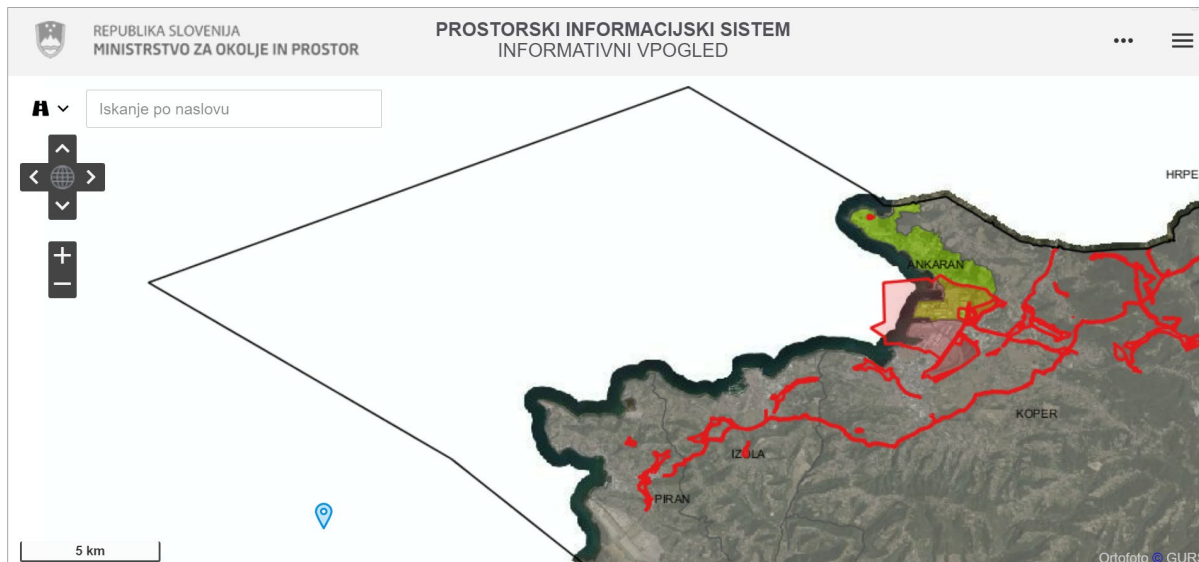 REPUBLIKA SLOVENIJA
MINISTRSTVO ZA OKOLJE IN PROSTOR
PROSTORSKI INFORMACIJSKI SISTEM
INFORMATIVNI VPOGLED
Iskanje po naslovu
HRPE
ANKARAN
KOPER
IZOLA
PIRAN
5 km
Ortofoto © GURS